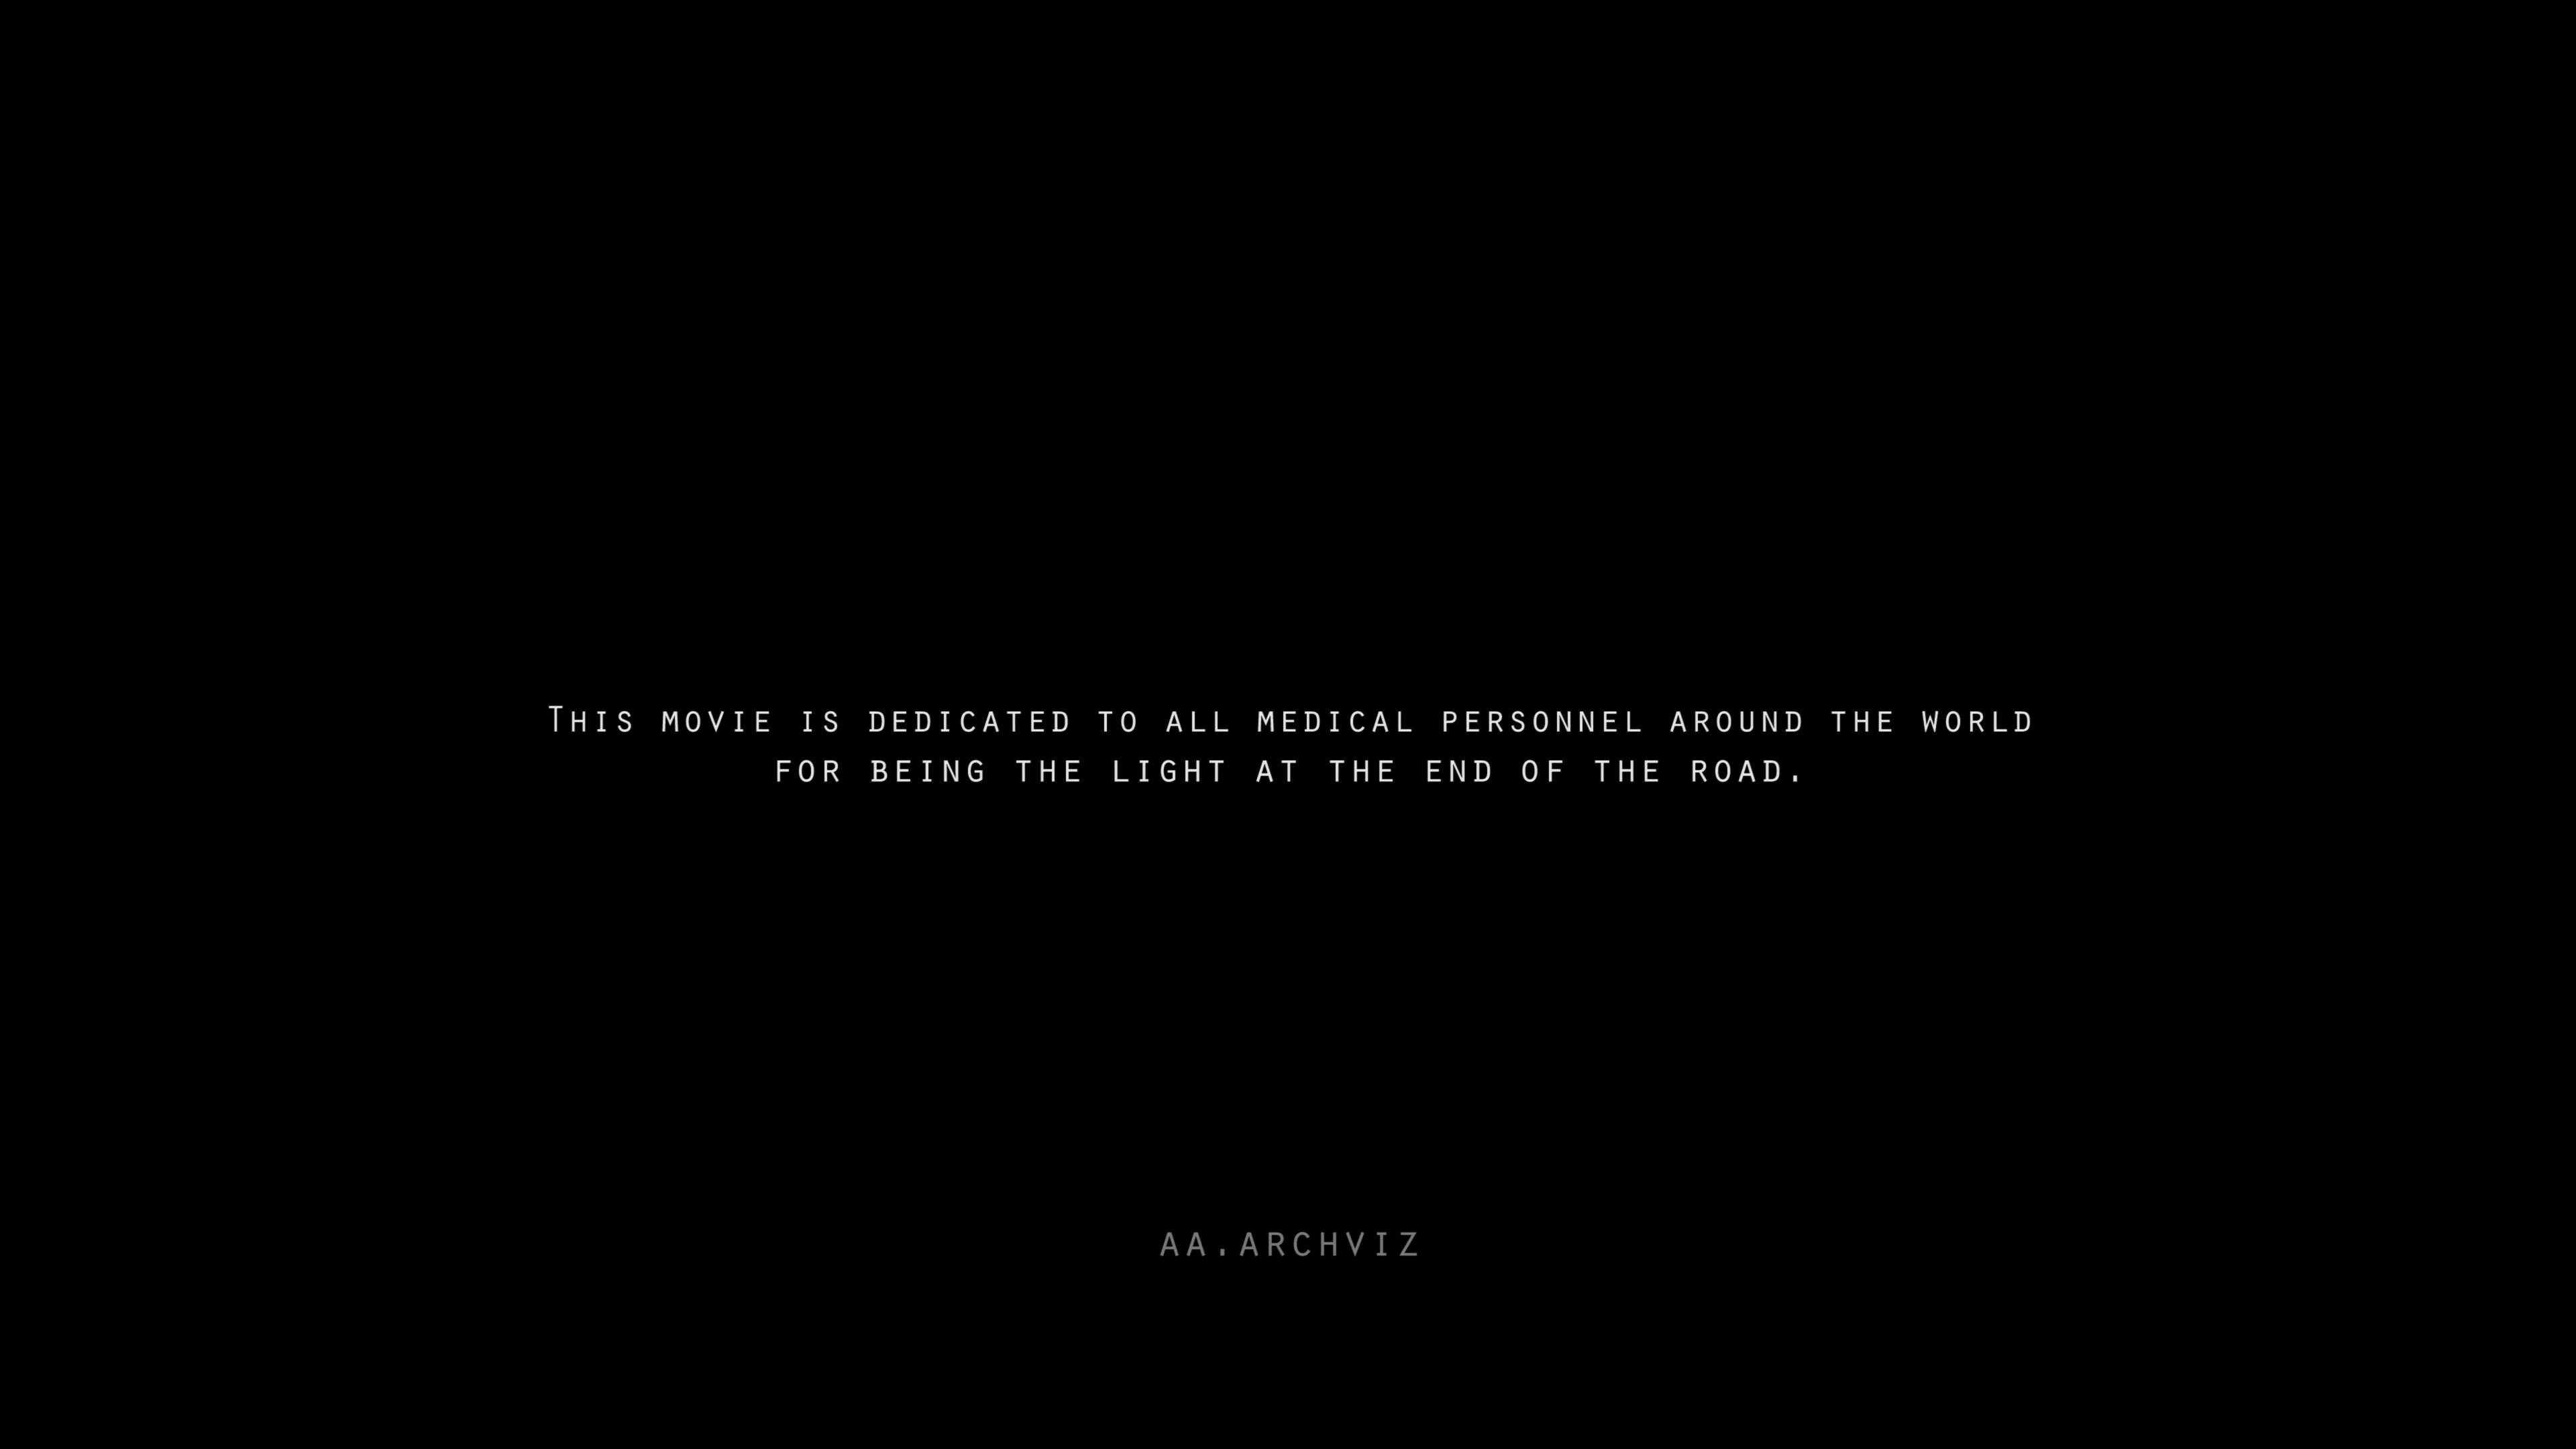 This movie is dedicated to all medical personnel around the world
for being the light at the end of the road.
AA.ARCHVIZ